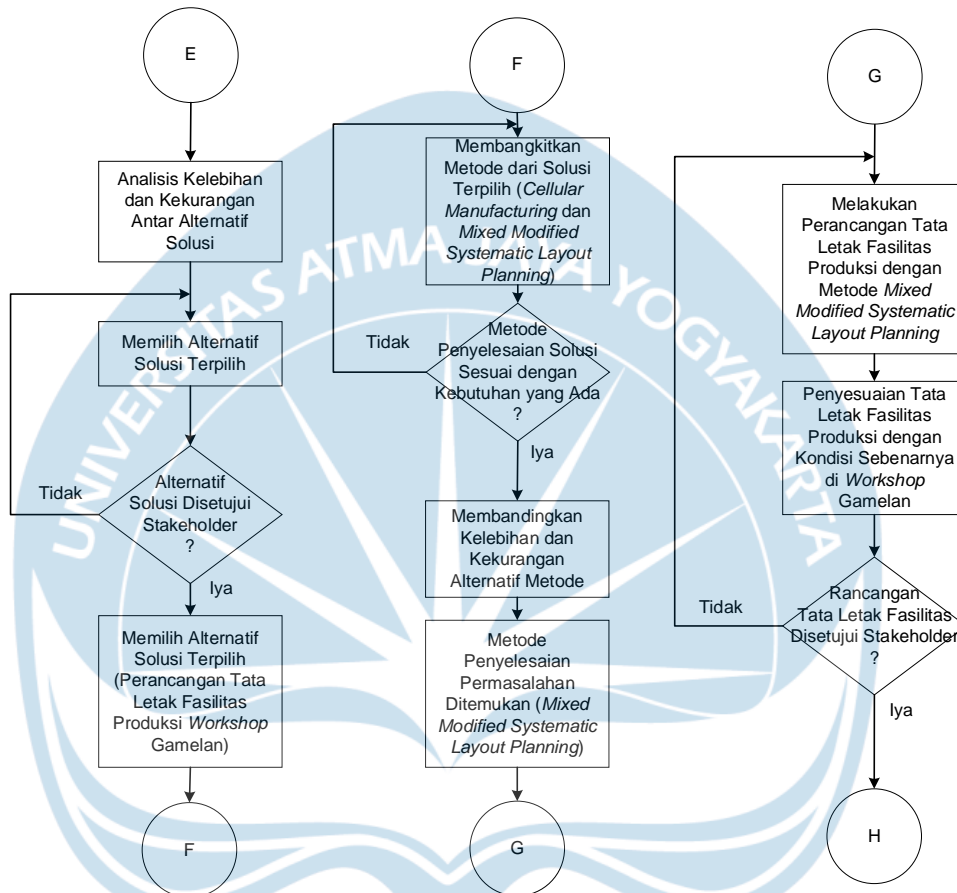 E
Analisis Kelebihan
dan Kekurangan
Antar Alternatif
Solusi
Memilih Alternatif
Solusi Terpilih
Tidak
Alternatif
Solusi Disetujui
Stakeholder
?
Iya
Memilih Alternatif
Solusi Terpilih
(Perancangan Tata
Letak Fasilitas
Produksi Workshop
Gamelan)
F
F
Membangkitkan
Metode dari Solusi
Terpilih (Cellular
Manufacturing dan
Mixed Modified
Systematic Layout
Planning)
Tidak
Metode
Penyelesaian Solusi
Sesuai dengan
Kebutuhan yang Ada
?
Iya
Membandingkan
Kelebihan dan
Kekurangan
Alternatif Metode
Metode
Penyelesaian
Permasalahan
Ditemukan (Mixed
Modified Systematic
Layout Planning)
G
G
Melakukan
Perancangan Tata
Letak Fasilitas
Produksi dengan
Metode Mixed
Modified Systematic
Layout Planning
Penyesuaian Tata
Letak Fasilitas
Produksi dengan
Kondisi Sebenarnya
di Workshop
Gamelan
Tidak
Rancangan
Tata Letak Fasilitas
Disetujui Stakeholder
?
Iya
H
UNIVERSITAS ATMA JAYA YOGYAKARTA